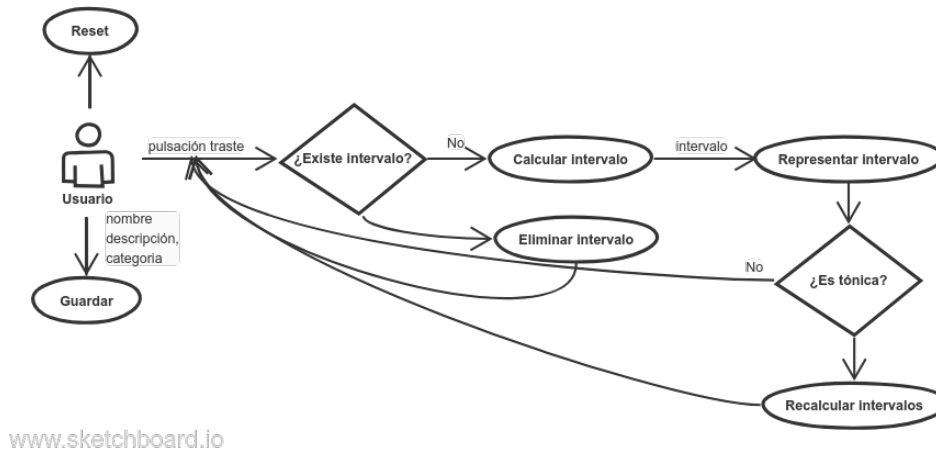 Reset
pulsación traste
¿Existe intervalo?
No
Calcular intervalo
intervalo
Representar intervalo
Usuario
nombre
descripción,
categoria
Eliminar intervalo
No
¿Es tónica?
Guardar
Recalcular intervalos
www.sketchboard.io